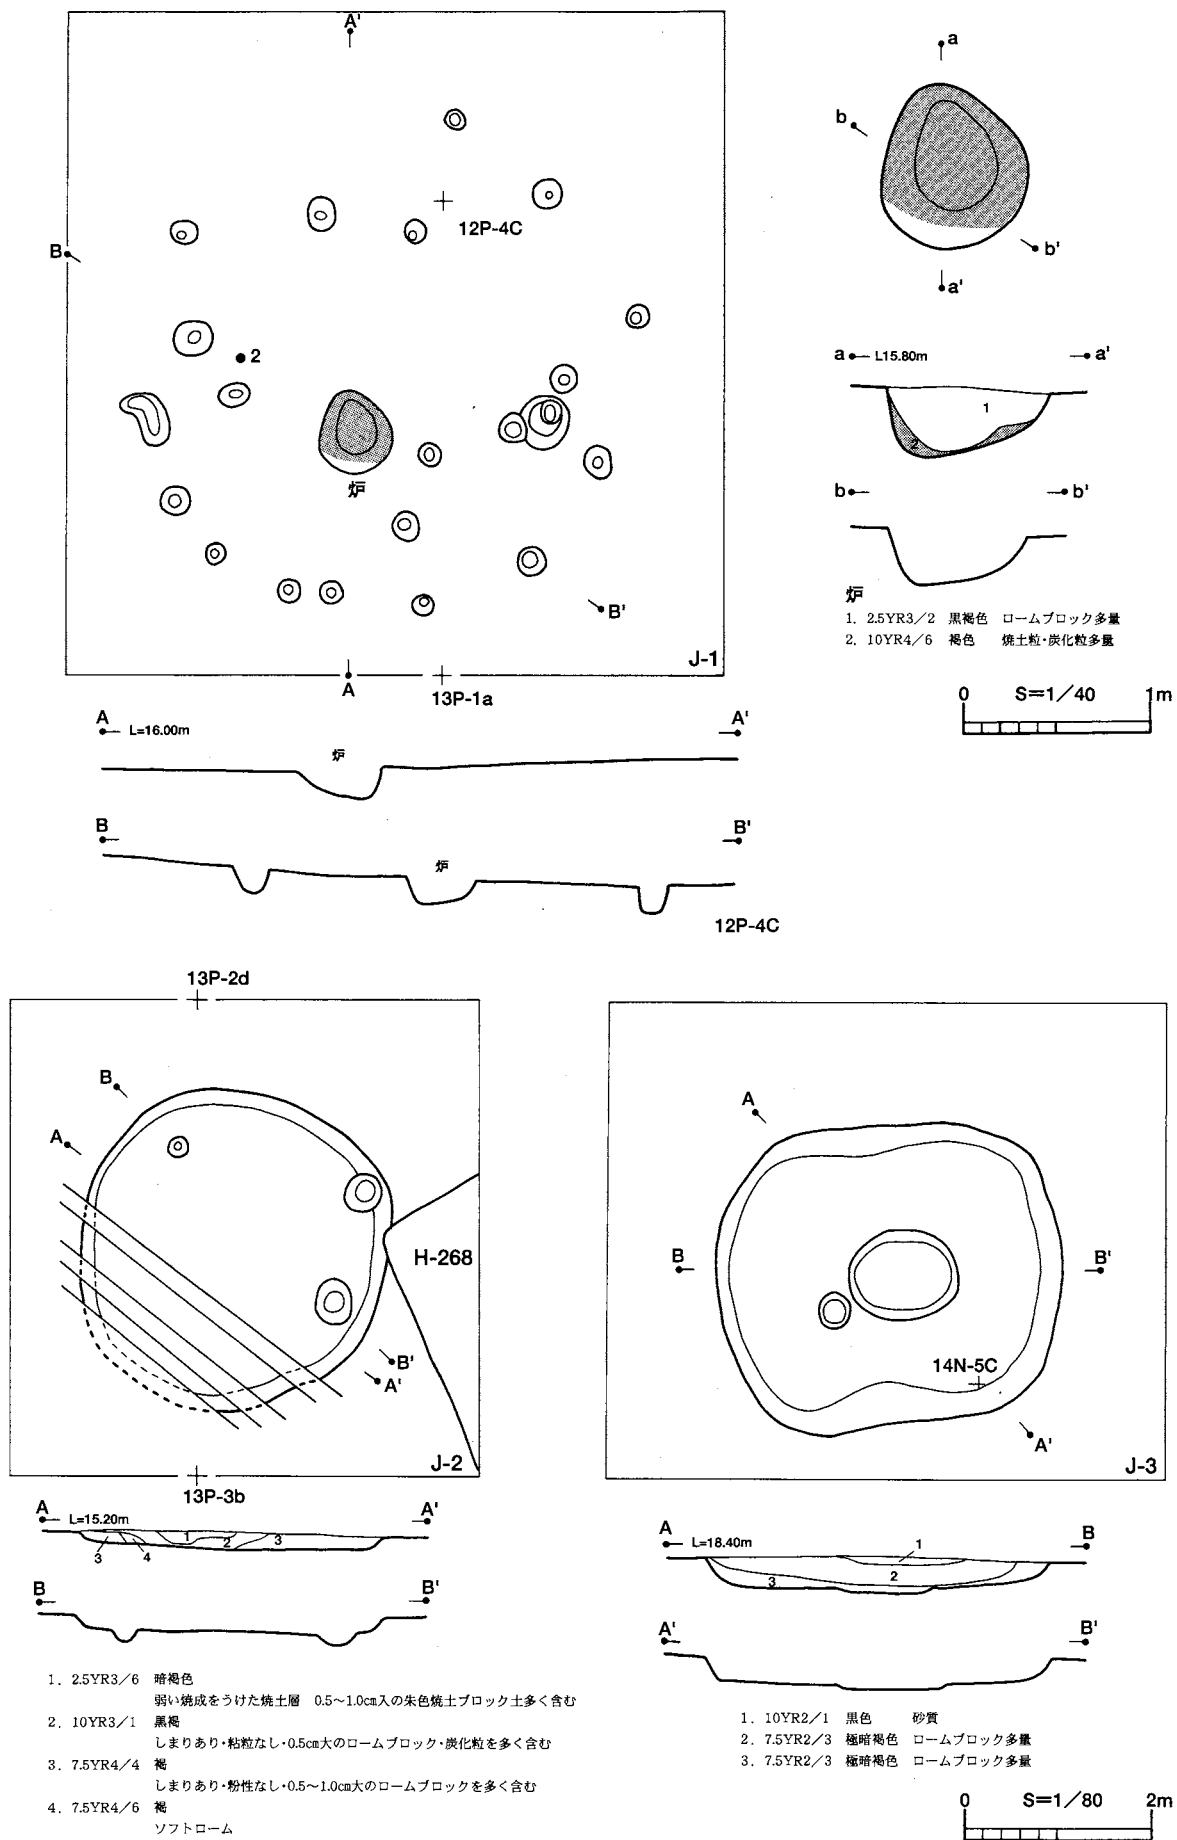 A'
12P-4C
B
2
炉
B'
J-1
A
13P-1a
a
b
b'
a'
a
L15.80m
a'
1
2
b
b'
炉
1. 2.5YR3/2 黒褐色 ロームブロック多量
2. 10YR4/6 褐色 焼土粒・炭化粒多量
0 S=1/40 1m
A
L=16.00m
A'
炉
B
B'
炉
12P-4C
13P-2d
B
A
H-268
B'
A'
J-2
13P-3b
A
L=15.20m
A'
1
2
3
3
4
B
B'
1. 2.5YR3/6 暗褐色
弱い焼成をうけた焼土層 0.5~1.0cm入の朱色焼土ブロック土多く含む
2. 10YR3/1 黒褐
しまりあり・粘粒なし・0.5cm大のロームブロック・炭化粒を多く含む
3. 7.5YR4/4 褐
しまりあり・粉性なし・0.5~1.0cm大のロームブロックを多く含む
4. 7.5YR4/6 褐
ソフトローム
A
B
B'
14N-5C
A'
J-3
A
L=18.40m
B
1
2
3
A'
B'
1. 10YR2/1 黒色 砂質
2. 7.5YR2/3 極暗褐色 ロームブロック多量
3. 7.5YR2/3 極暗褐色 ロームブロック多量
0 S=1/80 2m